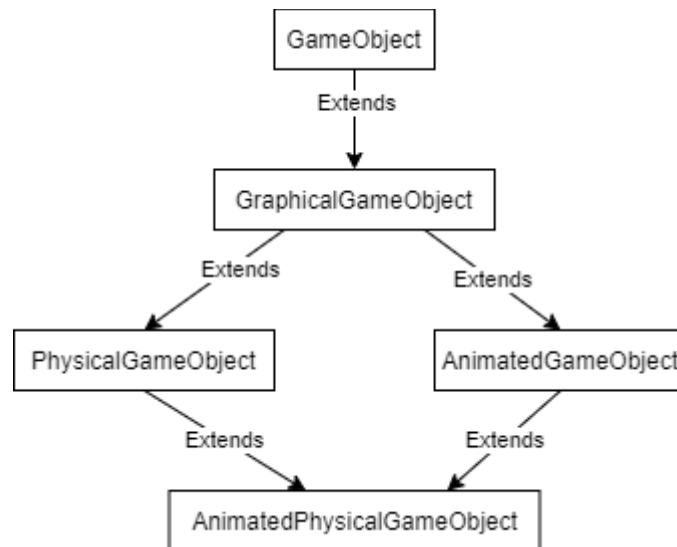 GameObject
Extends
GraphicalGameObject
Extends
Extends
PhysicalGameObject
AnimatedGameObject
Extends
Extends
AnimatedPhysicalGameObject